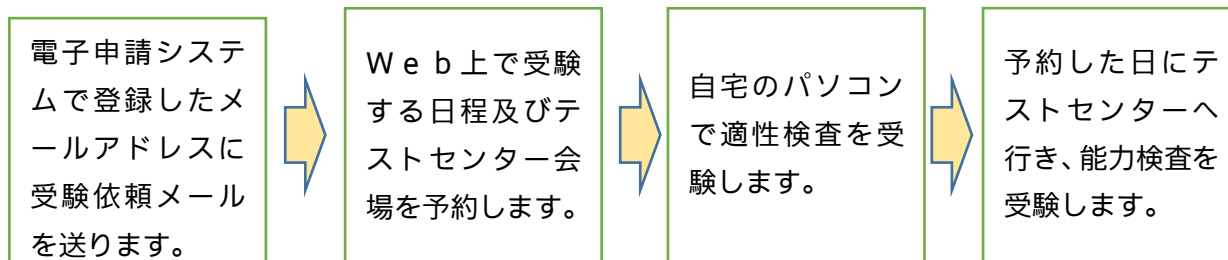 電子申請システ
ムで登録したメ
ールアドレスに
受験依頼メール
を送ります。
Ｗｅｂ上で受験
する日程及びテ
ストセンター会
場を予約します。
自宅のパソコン
で適性検査を受
験します。
予約した日にテ
ストセンターへ
行き、能力検査を
受験します。